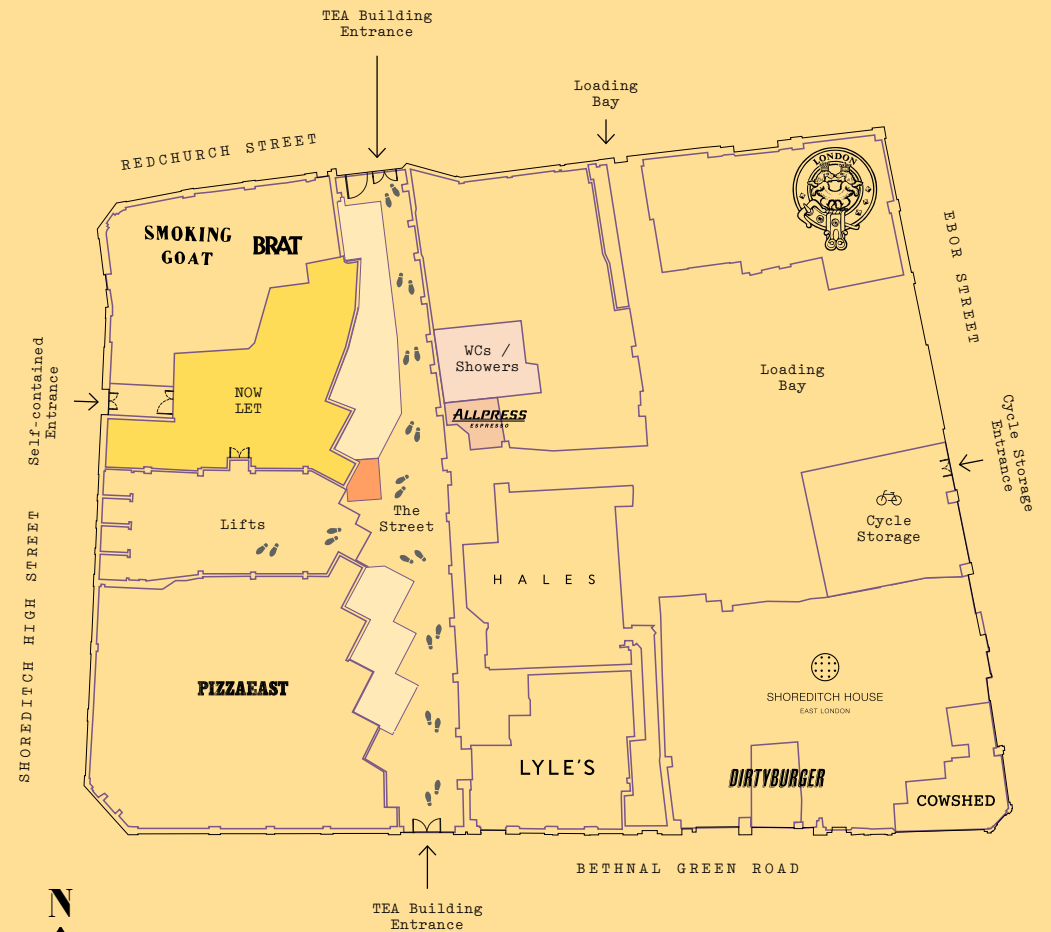 TEA Building
Entrance
Loading
Bay
REDCHURCH STREET
LONDON
SMOKING
GOAT
BRAT
EBOR STREET
WCs /
Showers
Self-contained
Entrance
NOW
LET
Loading
Bay
ALLPRESS
ESPRESSO
Cycle Storage
Entrance
The
Street
Lifts
Cycle
Storage
HALES
SHOREDITCH HIGH STREET
PIZZAEAST
SHOREDITCH HOUSE
EAST LONDON
LYLE'S
DIRTYBURGER
COWSHED
BETHNAL GREEN ROAD
N
TEA Building
Entrance